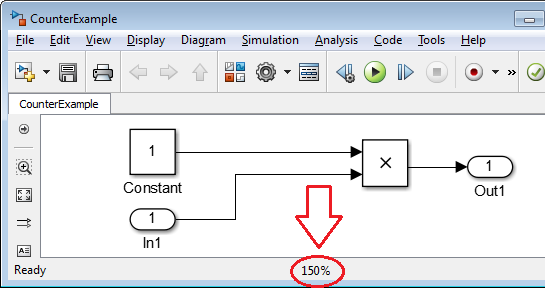 CounterExample
File Edit View Display Diagram Simulation Analysis Code Tools Help
»
CounterExample
1
Constant
×
1
Out1
1
In1
A
Ready
150%